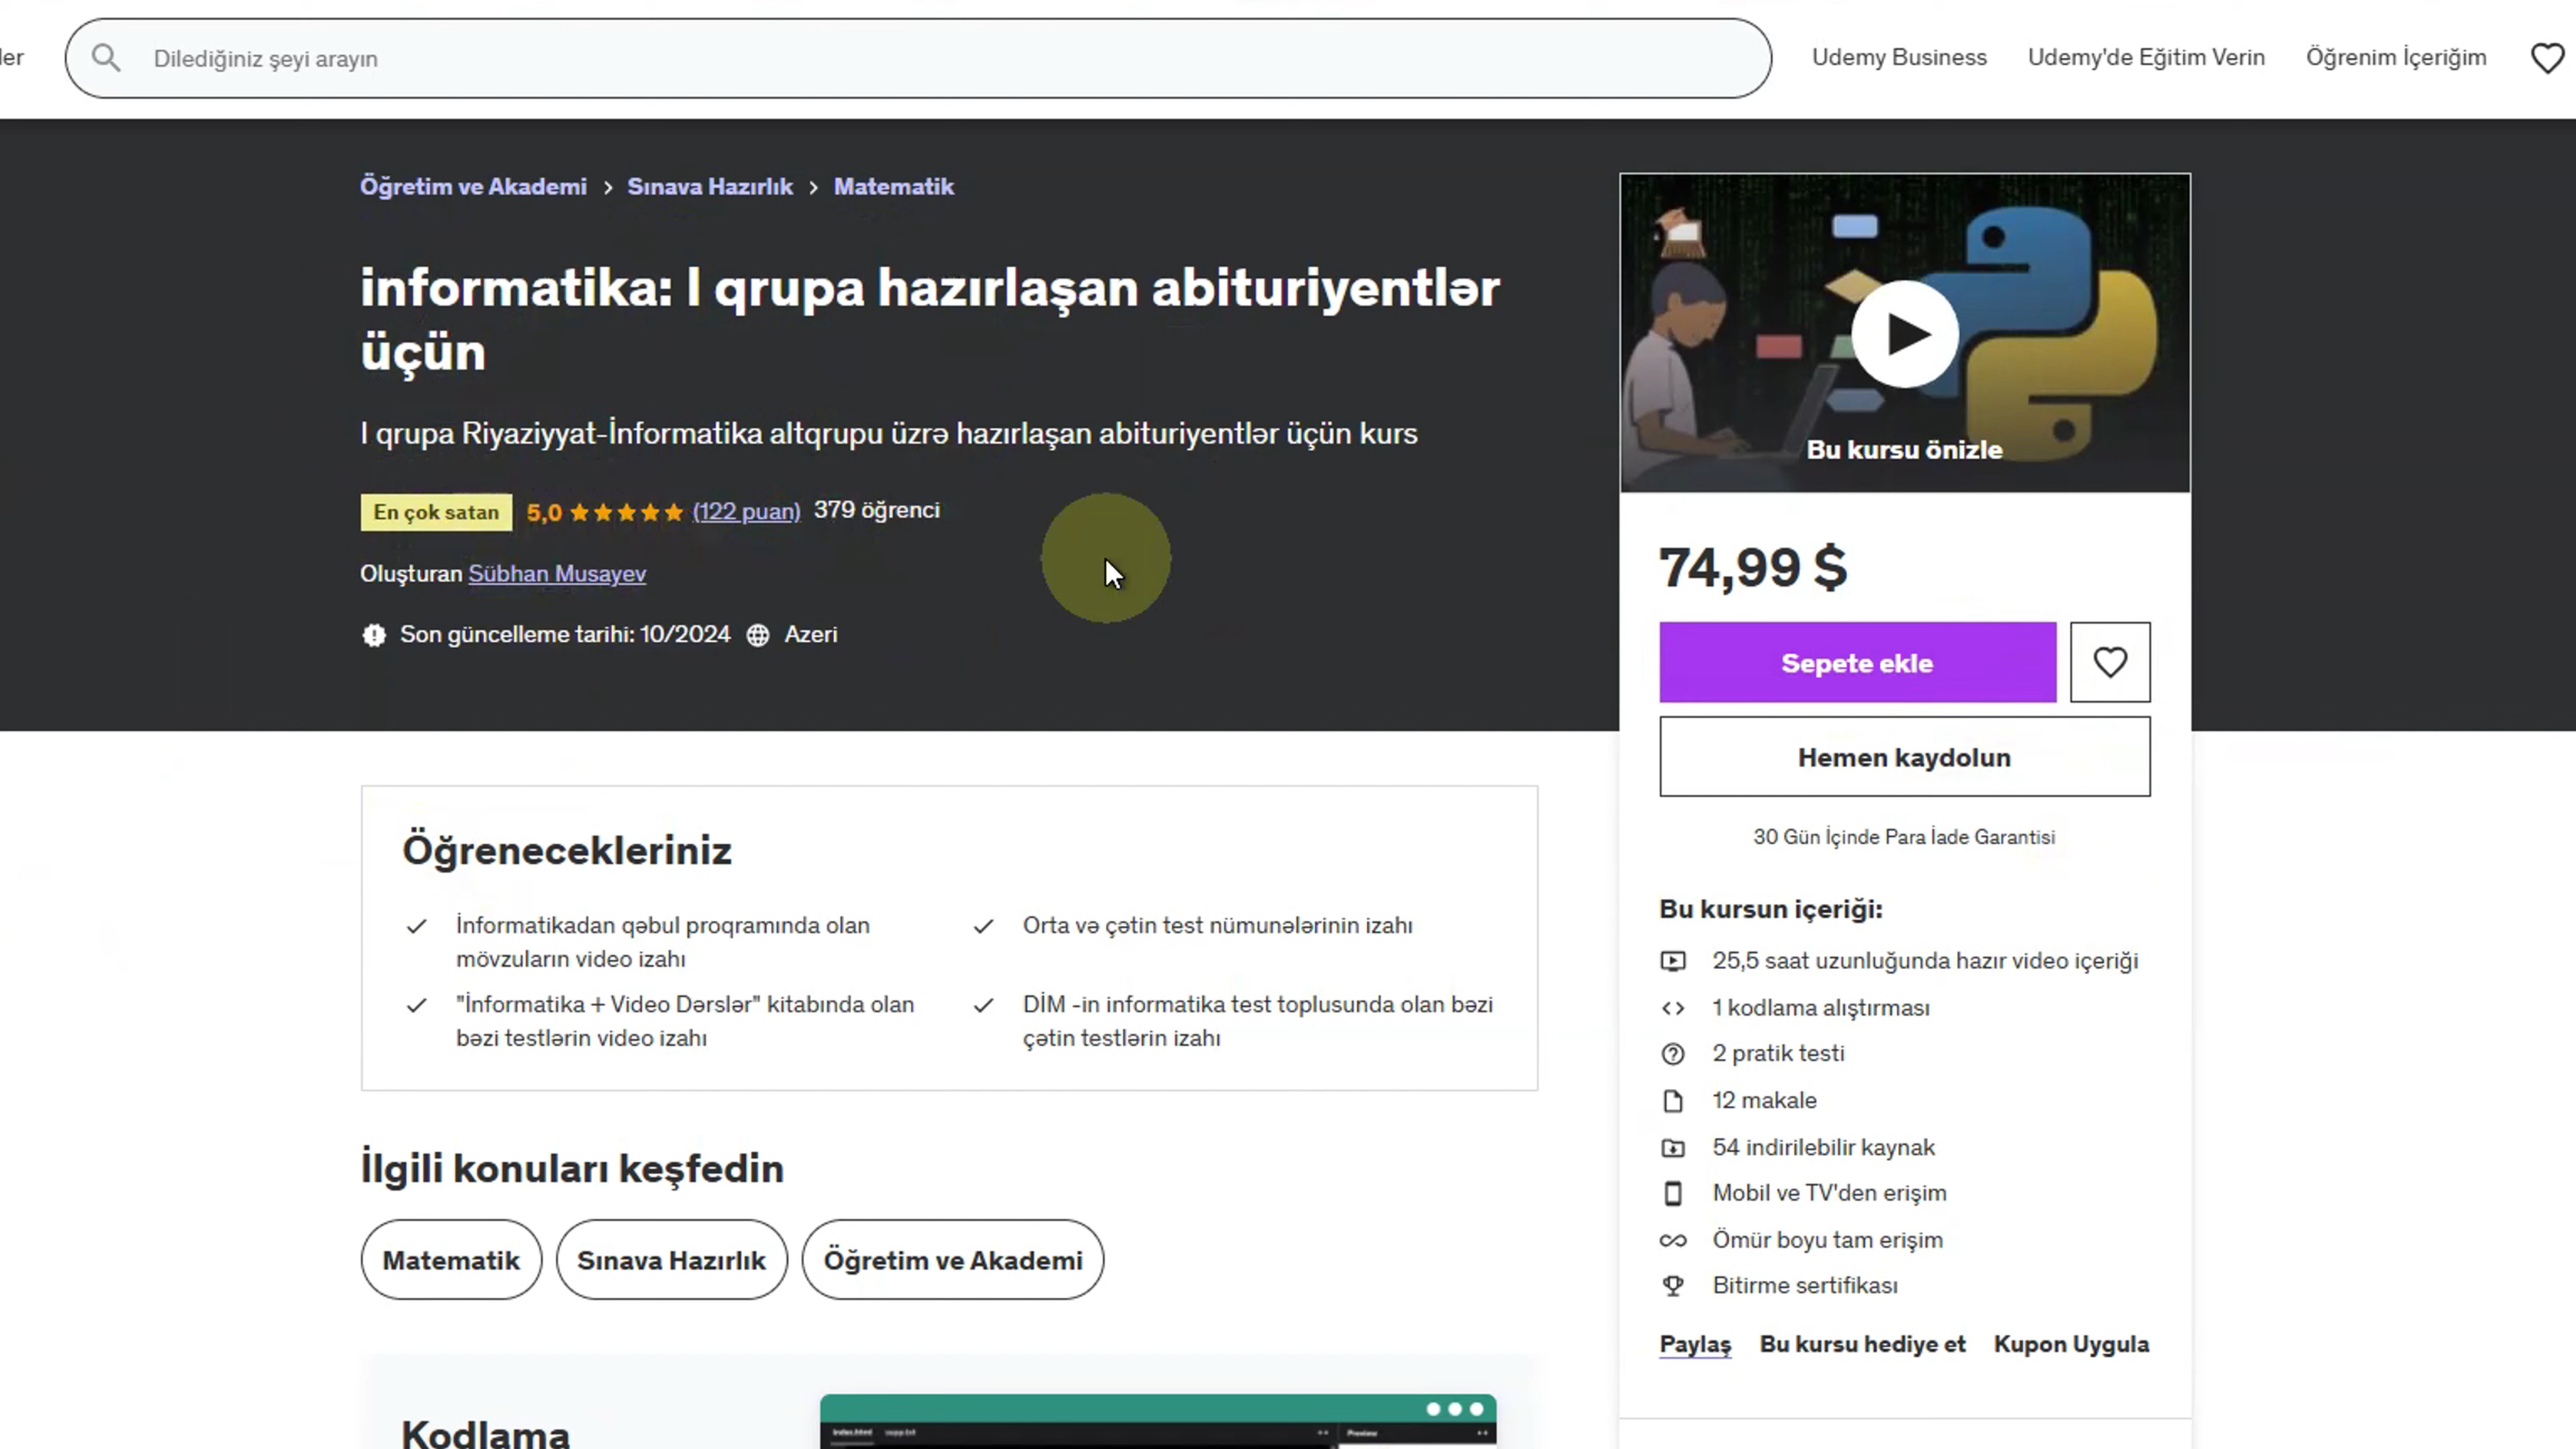 ler
Dilediğiniz şeyi arayın
Udemy Business
Udemy'de Eğitim Verin
Öğrenim İçeriğim
Öğretim ve Akademi > Sınava Hazırlık > Matematik
informatika: I qrupa hazırlaşan abituriyentlər
üçün
I qrupa Riyaziyyat-İnformatika altqrupu üzrə hazırlaşan abituriyentlər üçün kurs
En çok satan 5,0 (122 puan) 379 öğrenci
Oluşturan Sübhan Musayev
Son güncelleme tarihi: 10/2024 Azeri
Öğrenecekleriniz
İnformatikadan qəbul proqramında olan
mövzuların video izahı
Orta və çətin test nümunələrinin izahı
"İnformatika + Video Dərslər" kitabında olan
bəzi testlərin video izahı
DİM -in informatika test toplusunda olan bəzi
çətin testlərin izahı
İlgili konuları keşfedin
Matematik
Sınava Hazırlık
Öğretim ve Akademi
Kodlama
index.html
Preview
Bu kursu önizle
74,99 $
Sepete ekle
Hemen kaydolun
30 Gün İçinde Para İade Garantisi
Bu kursun içeriği:
25,5 saat uzunluğunda hazır video içeriği
1 kodlama alıştırması
2 pratik testi
12 makale
54 indirilebilir kaynak
Mobil ve TV'den erişim
Ömür boyu tam erişim
Bitirme sertifikası
Paylaş
Bu kursu hediye et
Kupon Uygula